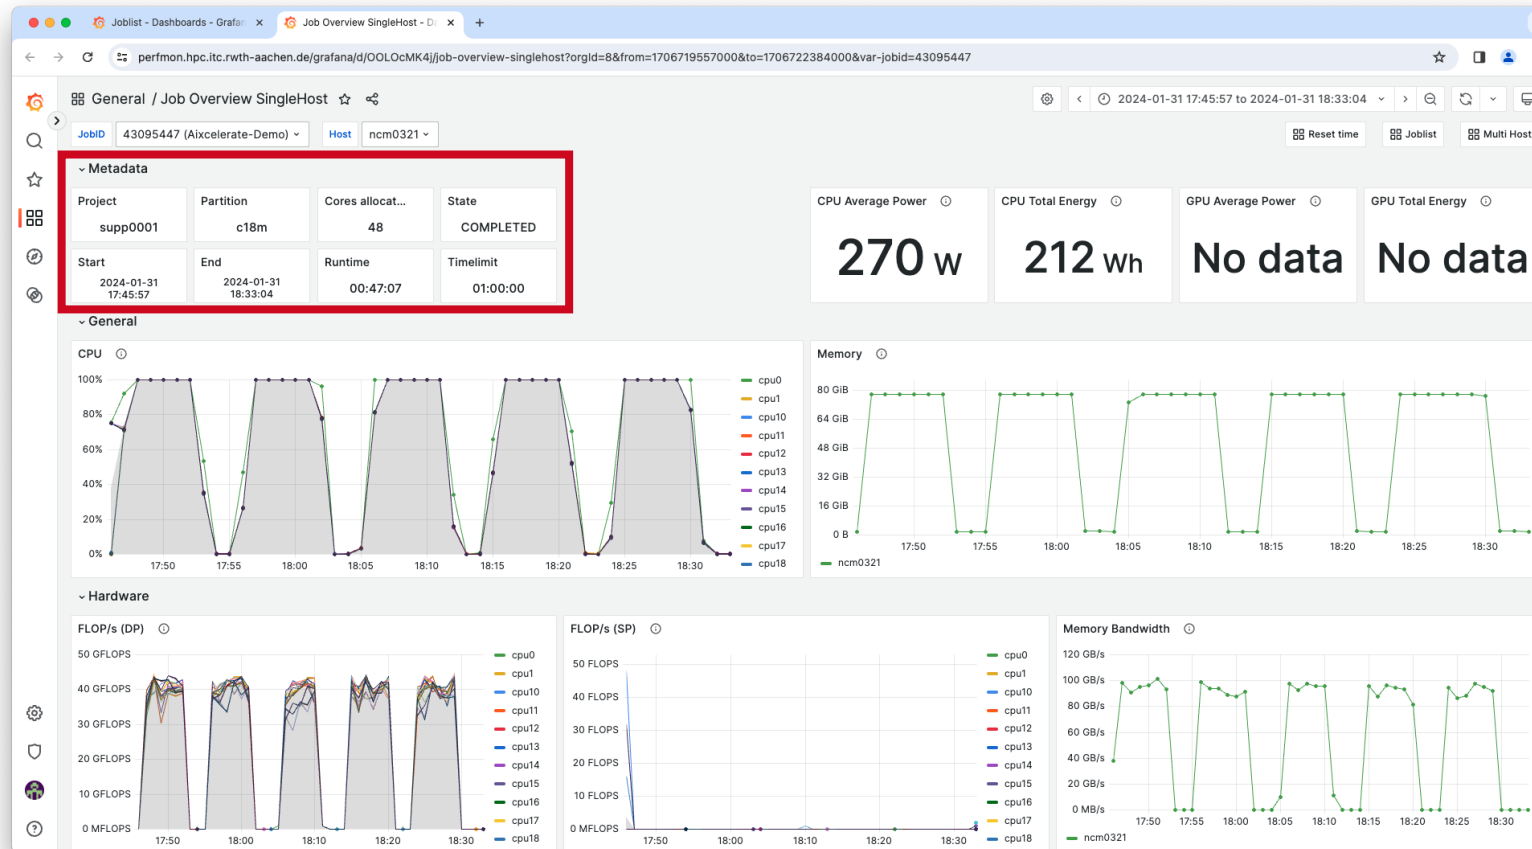 Joblist - Dashboards - Grafan
Job Overview SingleHost - Da
perfmon.hpc.itc.rwth-aachen.de/grafana/d/OOLOcMK4j/job-overview-singlehost?orgId=8&from=1706719557000&to=1706722384000&var-jobid=43095447
General / Job Overview SingleHost
2024-01-31 17:45:57 to 2024-01-31 18:33:04
JobID 43095447 (Aixcelerate-Demo) Host ncm0321
Reset time Joblist Multi Host
Metadata
Project Partition Cores allocat... State
supp0001 c18m 48 COMPLETED
Start End Runtime Timelimit
2024-01-31 17:45:57 2024-01-31 18:33:04 00:47:07 01:00:00
CPU Average Power CPU Total Energy GPU Average Power GPU Total Energy
270 W 212 Wh No data No data
General
CPU
100%
80%
60%
40%
20%
0%
17:50 17:55 18:00 18:05 18:10 18:15 18:20 18:25 18:30
cpu0
cpu1
cpu10
cpu11
cpu12
cpu13
cpu14
cpu15
cpu16
cpu17
cpu18
Memory
80 GiB
64 GiB
48 GiB
32 GiB
16 GiB
0 B
17:50 17:55 18:00 18:05 18:10 18:15 18:20 18:25 18:30
ncm0321
Hardware
FLOP/s (DP)
50 GFLOPS
40 GFLOPS
30 GFLOPS
20 GFLOPS
10 GFLOPS
0 MFLOPS
17:50 18:00 18:10 18:20 18:30
cpu0
cpu1
cpu10
cpu11
cpu12
cpu13
cpu14
cpu15
cpu16
cpu17
cpu18
FLOP/s (SP)
50 FLOPS
40 FLOPS
30 FLOPS
20 FLOPS
10 FLOPS
0 MFLOPS
17:50 18:00 18:10 18:20 18:30
cpu0
cpu1
cpu10
cpu11
cpu12
cpu13
cpu14
cpu15
cpu16
cpu17
cpu18
Memory Bandwidth
120 GB/s
100 GB/s
80 GB/s
60 GB/s
40 GB/s
20 GB/s
0 MB/s
17:50 17:55 18:00 18:05 18:10 18:15 18:20 18:25 18:30
ncm0321